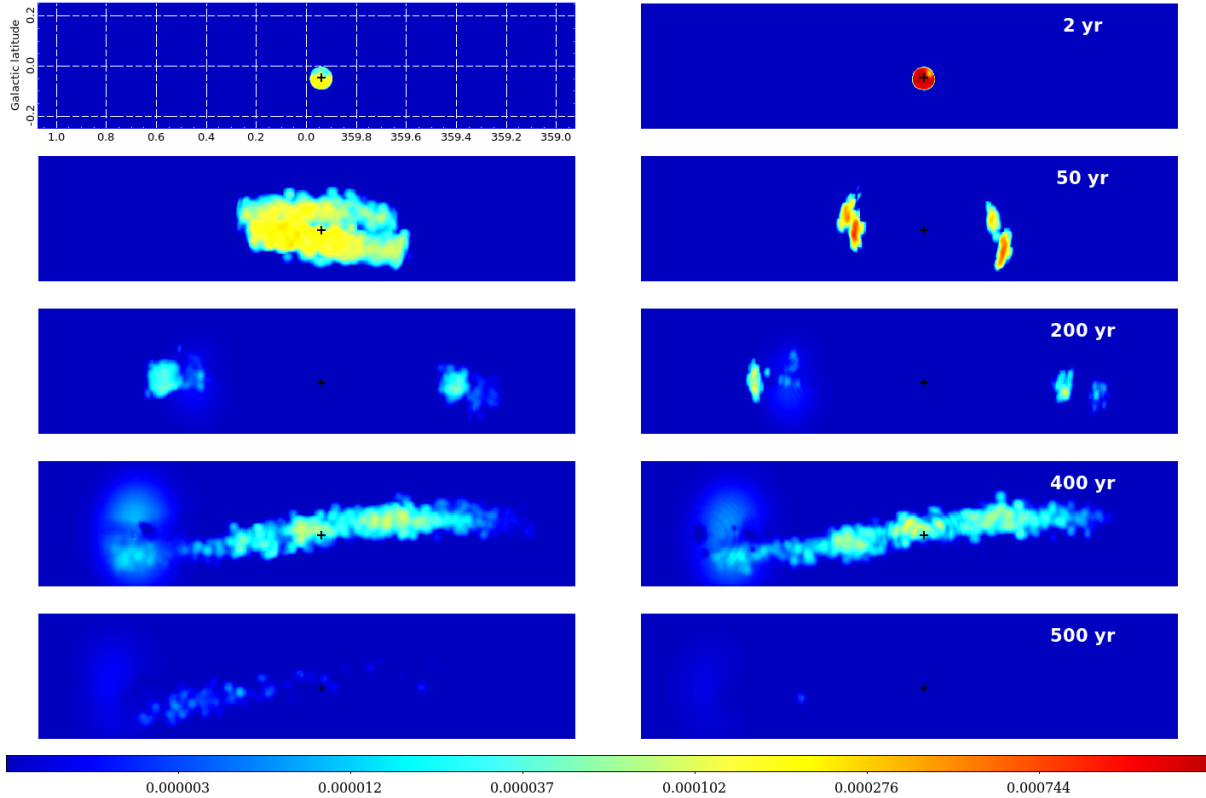 0.2
2 yr
Galactic latitude
0.0
-0.2
1.0 0.8 0.6 0.4 0.2 0.0 359.8 359.6 359.4 359.2 359.0
50 yr
200 yr
400 yr
500 yr
0.000003 0.000012 0.000037 0.000102 0.000276 0.000744